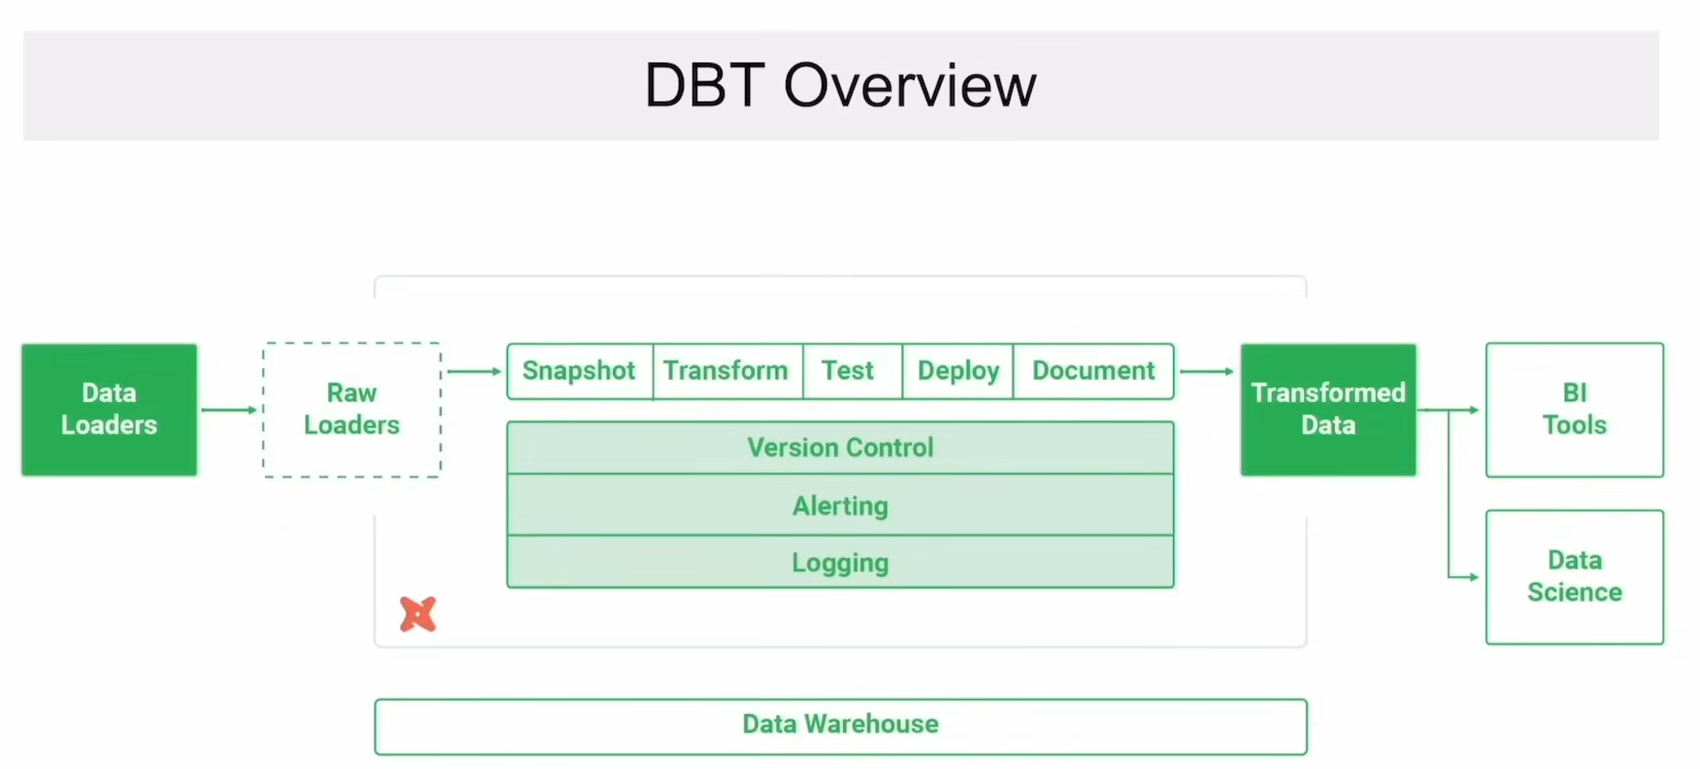 DBT Overview
Data
Loaders
Raw
Loaders
Snapshot
Transform
Test
Deploy
Document
Version Control
Alerting
Logging
Transformed
Data
BI
Tools
Data
Science
Data Warehouse